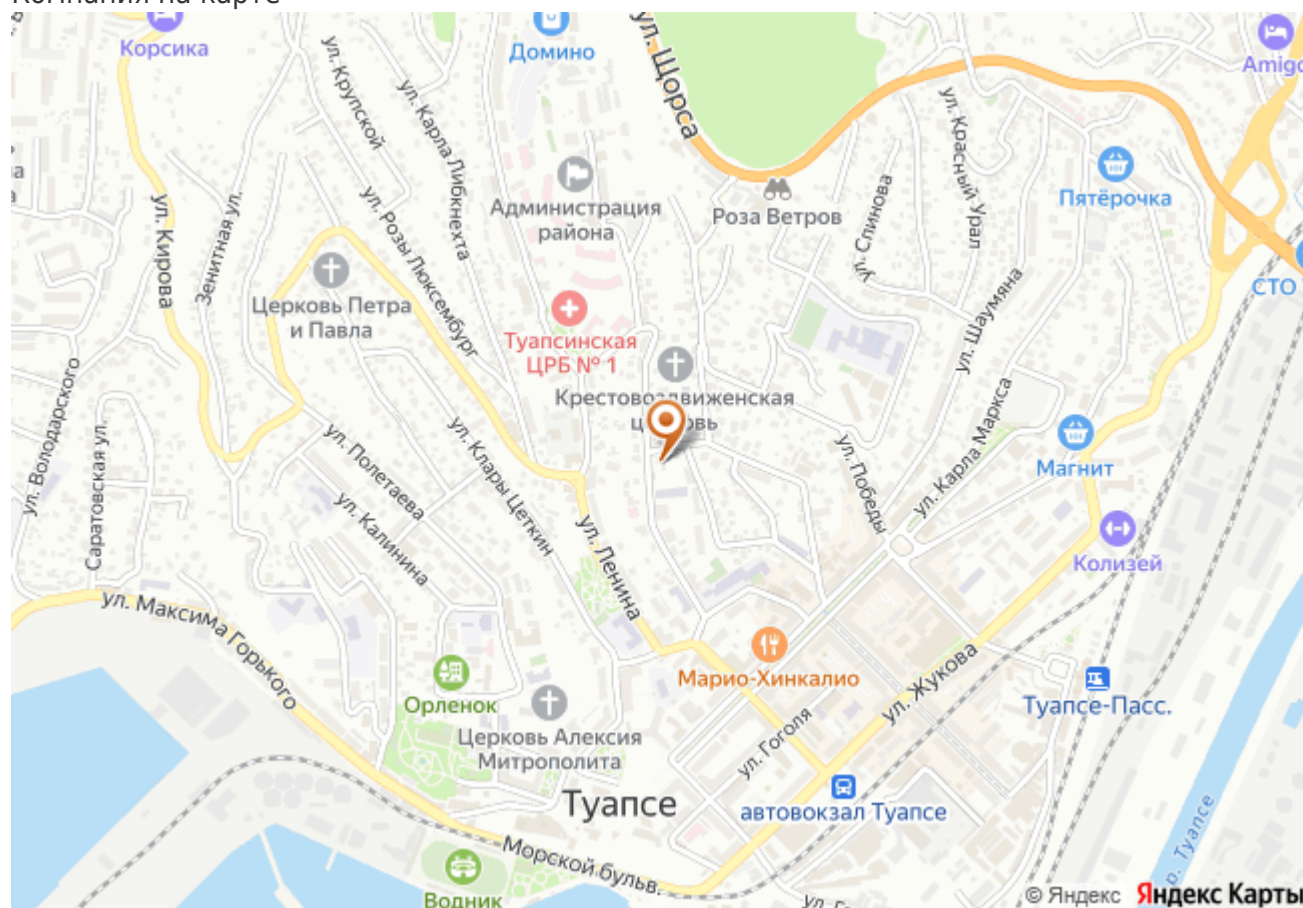 Компания на карте
Корсика
Домино
ул. Щорса
Amigo
ул. Крупской
ул. Карла Либкнехта
ул. Красный Урал
Пятёрочка
Администрация
района
Роза Ветров
ул. Спинова
ул. Кирова
Зенитная ул.
ул. Розы Люксембург
СТО
Церковь Петра
и Павла
Туапсинская
ЦРБ № 1
ул. Шаумяна
Крестовоздвиженская
церковь
ул. Карла Маркса
ул. Володарского
Саратовская ул.
ул. Полетаева
ул. Клары Цеткин
ул. Победы
Магнит
ул. Калинина
ул. Ленина
Колизей
ул. Максима Горького
Марио-Хинкалио
ул. Жукова
Туапсе-Пасс.
Орленок
Церковь Алексия
Митрополита
ул. Гоголя
Туапсе
автовокзал Туапсе
р. Туапсе
Морской бульв.
Водник
© Яндекс Яндекс Карты